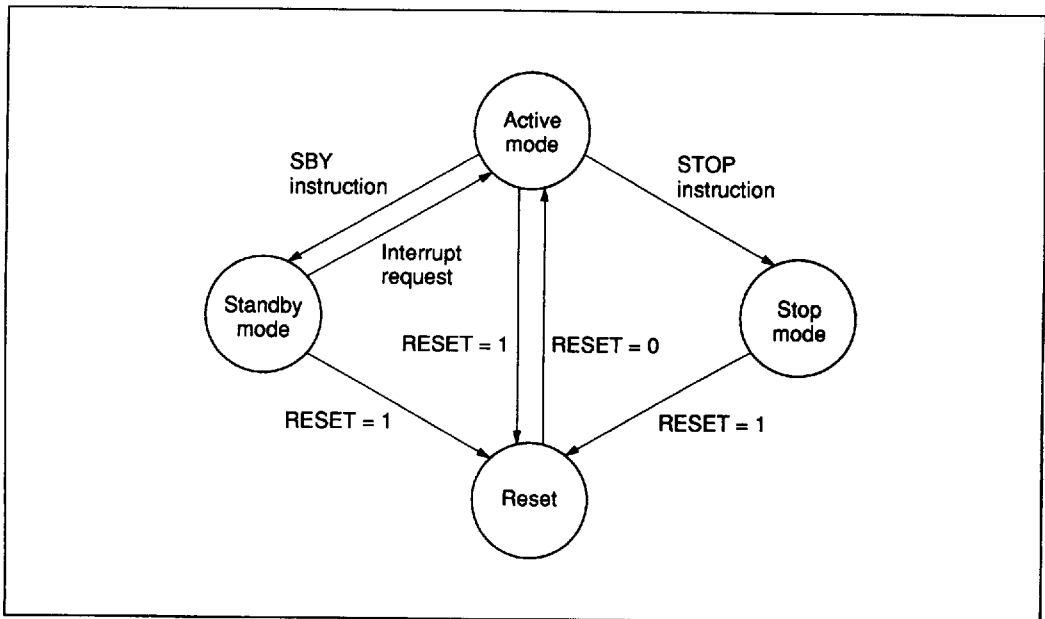 Active
mode
SBY
instruction
STOP
instruction
Interrupt
request
Standby
mode
Stop
mode
RESET = 1
RESET = 0
RESET = 1
RESET = 1
Reset